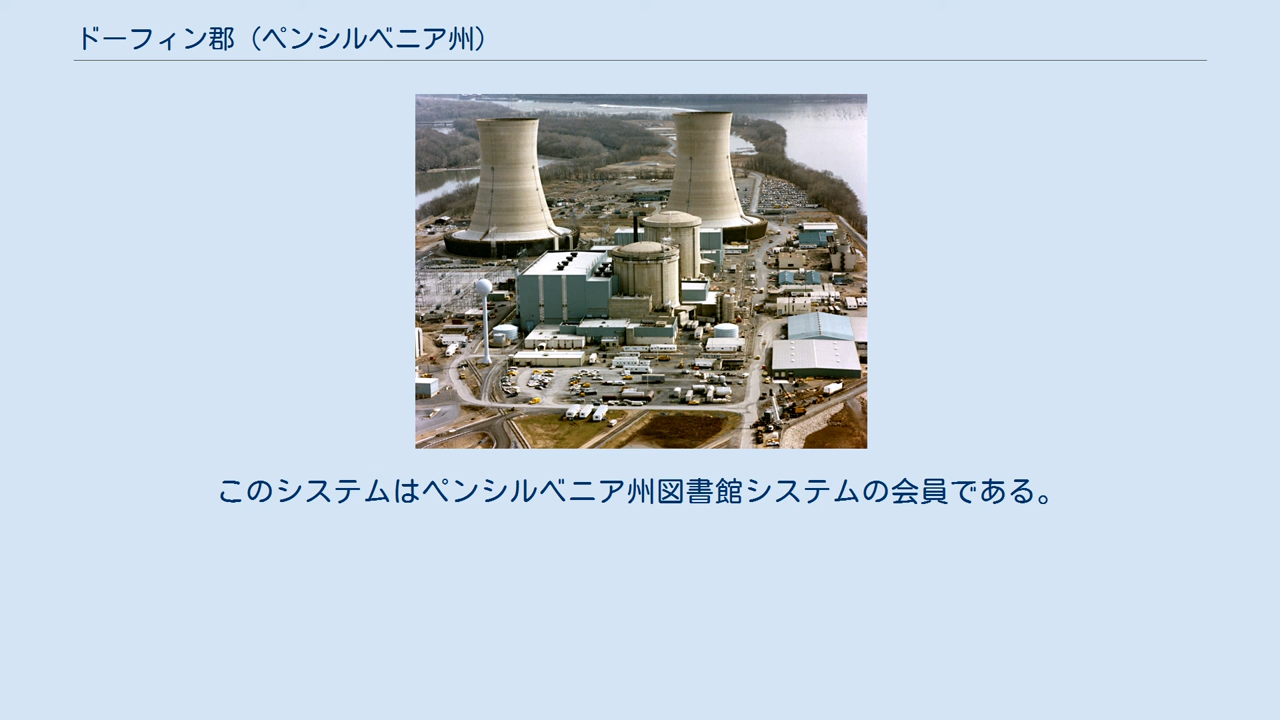 ドーフィン郡（ペンシルベニア州）
このシステムはペンシルベニア州図書館システムの会員である。